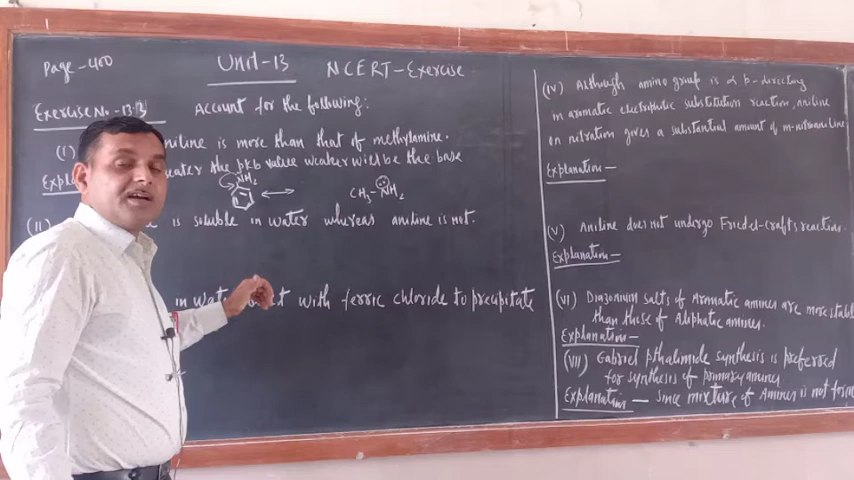 Page - 400
Unit-13
NCERT-Exercise
Exercise No. - 13.3
Account for the following:
(i) aniline is more than that of methylamine.
greater the pkb value weaker will be the base
NH2
CH3-NH2
(ii) is soluble in water whereas aniline is not.
in water react with ferric chloride to precipitate
(iv) Although amino group is o p-directing
in aromatic electrophilic substitution reaction, aniline
on nitration gives a substantial amount of m-nitroaniline
Explanation -
(v) Aniline does not undergo Friedel-crafts reaction.
Explanation -
(vi) Diazonium salts of Aromatic amines are more stable
than those of Aliphatic amines.
Explanation -
(vii) Gabriel pthalimide synthesis is preferred
for synthesis of primary amines
Explanation - since mixture of Amines is not